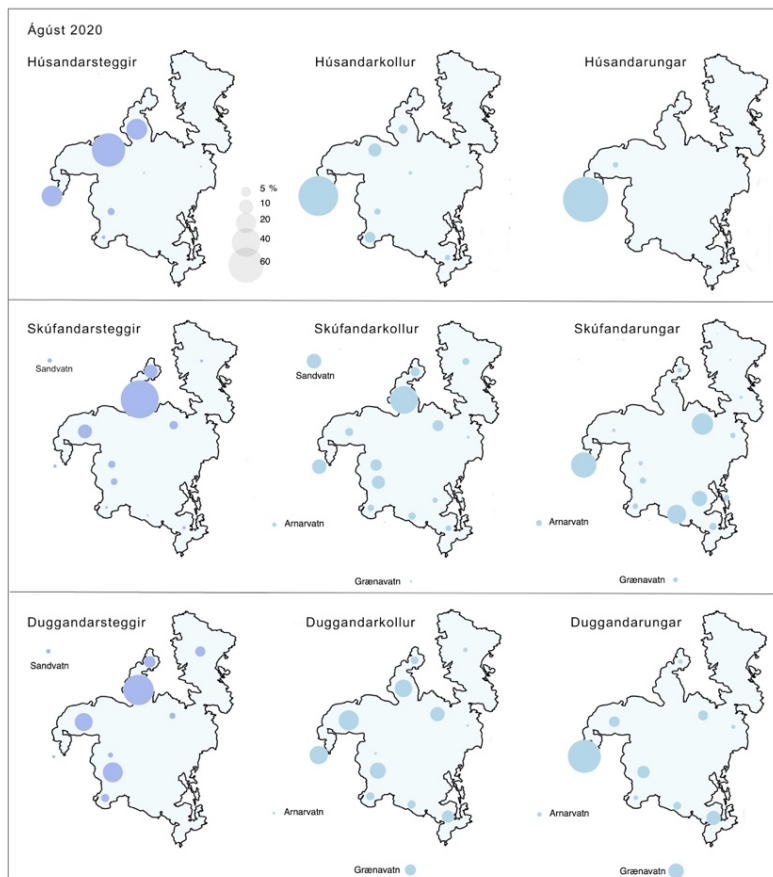 Ágúst 2020
Húsandarsteggir
Húsandarkollur
Húsandarungar
5 %
10
20
40
60
Skúfandarsteggir
Skúfandarkollur
Skúfandarungar
Sandvatn
Sandvatn
Arnarvatn
Arnarvatn
Grænavatn
Grænavatn
Duggandarsteggir
Duggandarkollur
Duggandarungar
Sandvatn
Arnarvatn
Arnarvatn
Grænavatn
Grænavatn